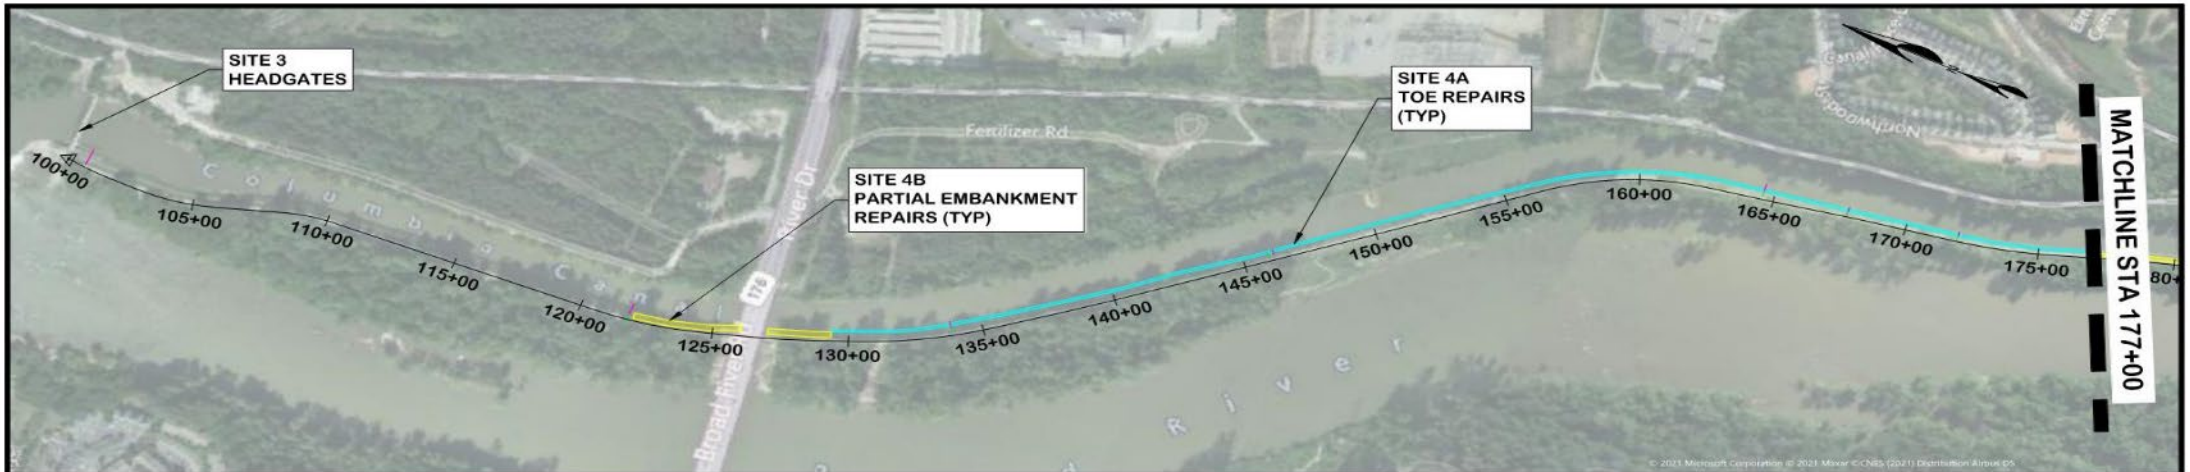 SITE 3
HEADGATES
SITE 4A
TOE REPAIRS
(TYP)
SITE 4B
PARTIAL EMBANKMENT
REPAIRS (TYP)
Fertilizer Rd
River Dr
176
Broad River
Columbia Canal
River
100+00
105+00
110+00
115+00
120+00
125+00
130+00
135+00
140+00
145+00
150+00
155+00
160+00
165+00
170+00
175+00
80+
MATCHLINE STA 177+00
© 2021 Microsoft Corporation © 2021 Maxar ©CNES (2021) Distribution Airbus DS